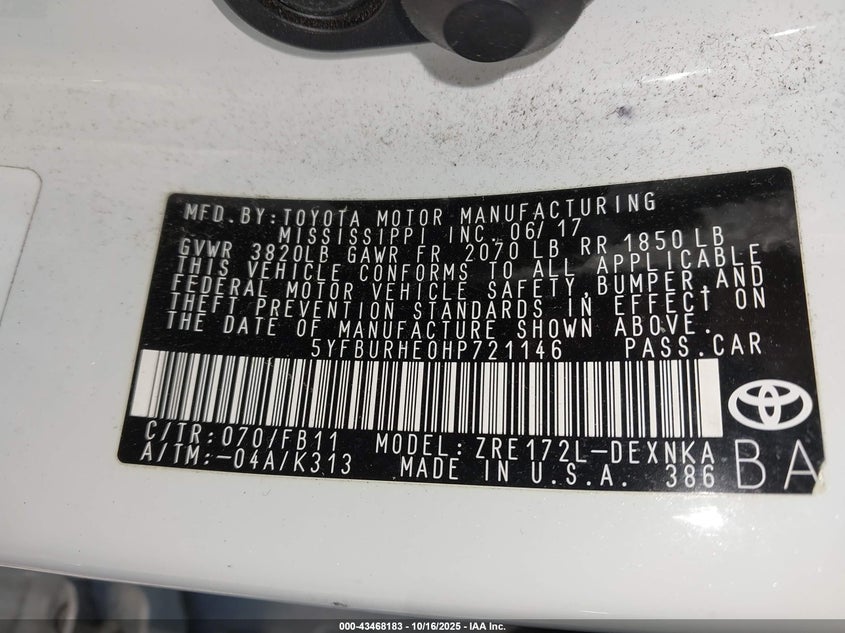 MFD.BY:TOYOTA MOTOR MANUFACTURING
MISSISSIPPI INC. 06/17
GVWR 3820LB GAWR FR 2070 LB RR 1850 LB
THIS VEHICLE CONFORMS TO ALL APPLICABLE
FEDERAL MOTOR VEHICLE SAFETY,BUMPER,AND
THEFT PREVENTION STANDARDS IN EFFECT ON
THE DATE OF MANUFACTURE SHOWN ABOVE.
5YFBURHE0HP721146 PASS.CAR
C/TR:070/FB11 MODEL:ZRE172L-DEXNKA
A/TM:-04A/K313 MADE IN U.S.A. 386 BA
000-43468183 - 10/16/2025 - IAA Inc.